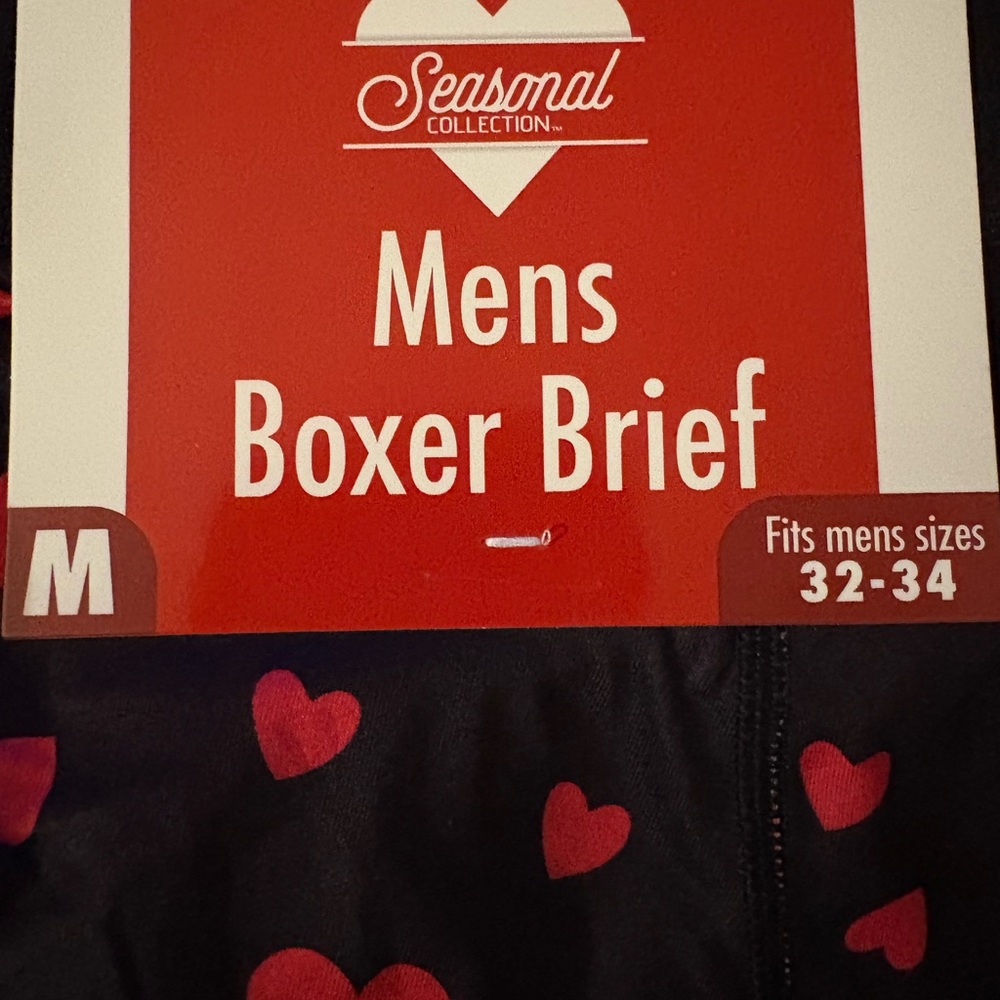 Seasonal
COLLECTION™
Mens
Boxer Brief
M
Fits mens sizes
32-34